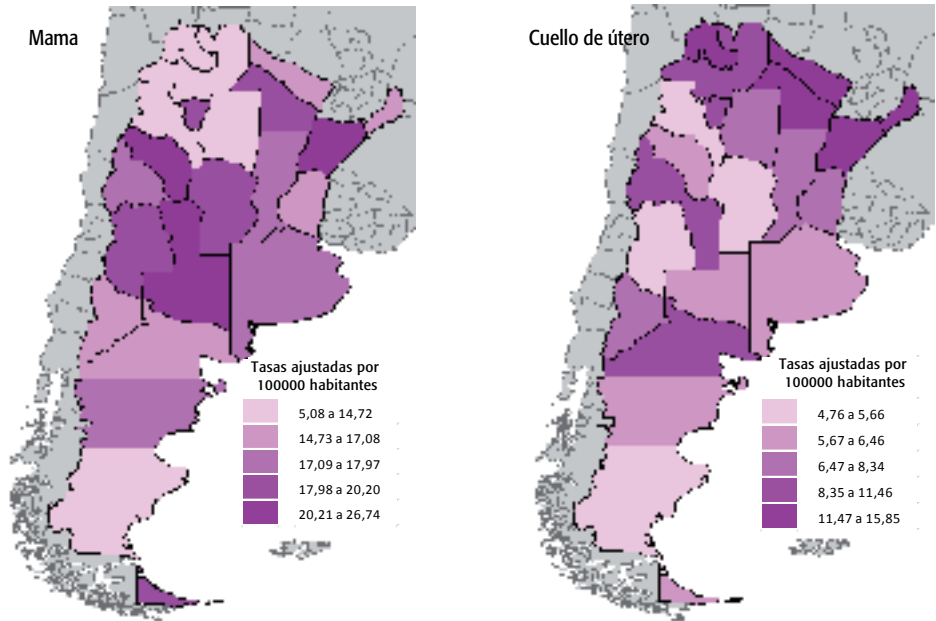 Mama
Tasas ajustadas por
100000 habitantes
5,08 a 14,72
14,73 a 17,08
17,09 a 17,97
17,98 a 20,20
20,21 a 26,74
Cuello de útero
Tasas ajustadas por
100000 habitantes
4,76 a 5,66
5,67 a 6,46
6,47 a 8,34
8,35 a 11,46
11,47 a 15,85